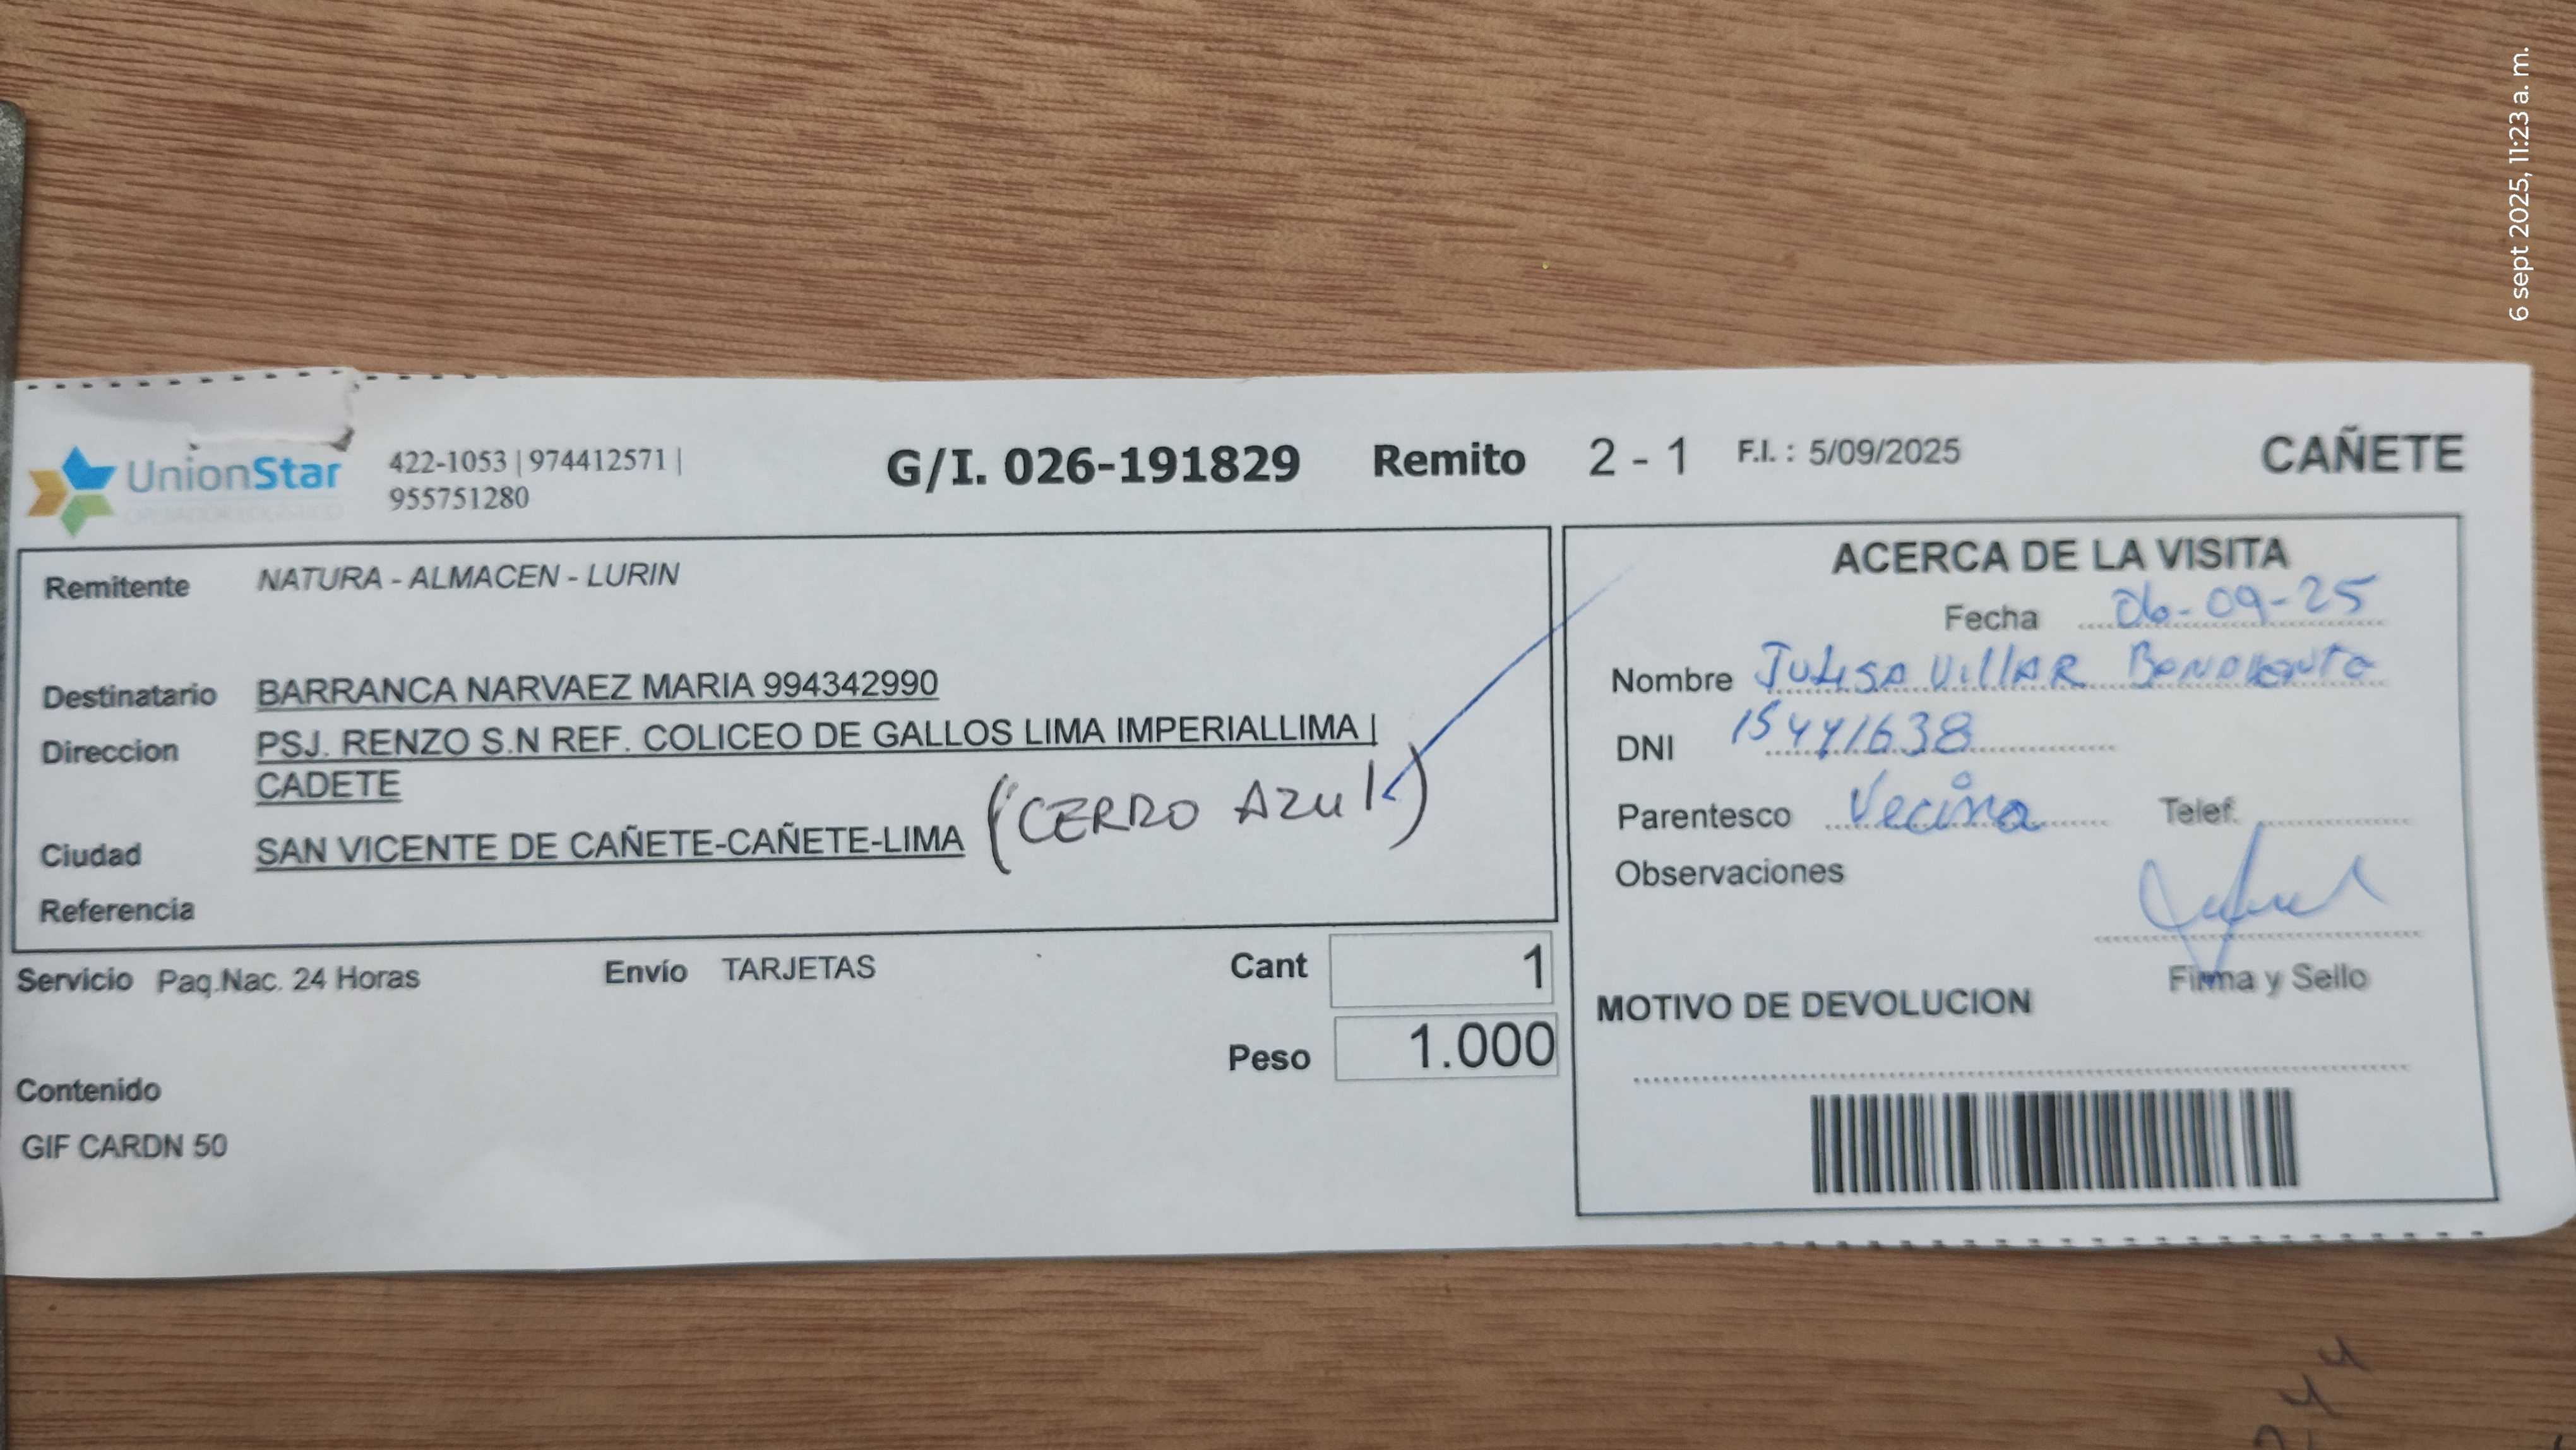 6 sept 2025, 11:23 a. m.
UnionStar
422-1053 | 974412571 |
955751280
G/I. 026-191829 Remito 2 - 1 F.I. : 5/09/2025 CAÑETE
Remitente NATURA - ALMACEN - LURIN
Destinatario BARRANCA NARVAEZ MARIA 994342990
Direccion PSJ. RENZO S.N REF. COLICEO DE GALLOS LIMA IMPERIALLIMA |
CADETE
Ciudad SAN VICENTE DE CAÑETE-CAÑETE-LIMA (CERRO AZUL)
Referencia
Servicio Paq.Nac. 24 Horas Envío TARJETAS Cant 1
Peso 1.000
Contenido
GIF CARDN 50
ACERCA DE LA VISITA
Fecha 06-09-25
Nombre JULISA VILLAR
DNI 15441638
Parentesco Vecina Telef.
Observaciones
Firma y Sello
MOTIVO DE DEVOLUCION